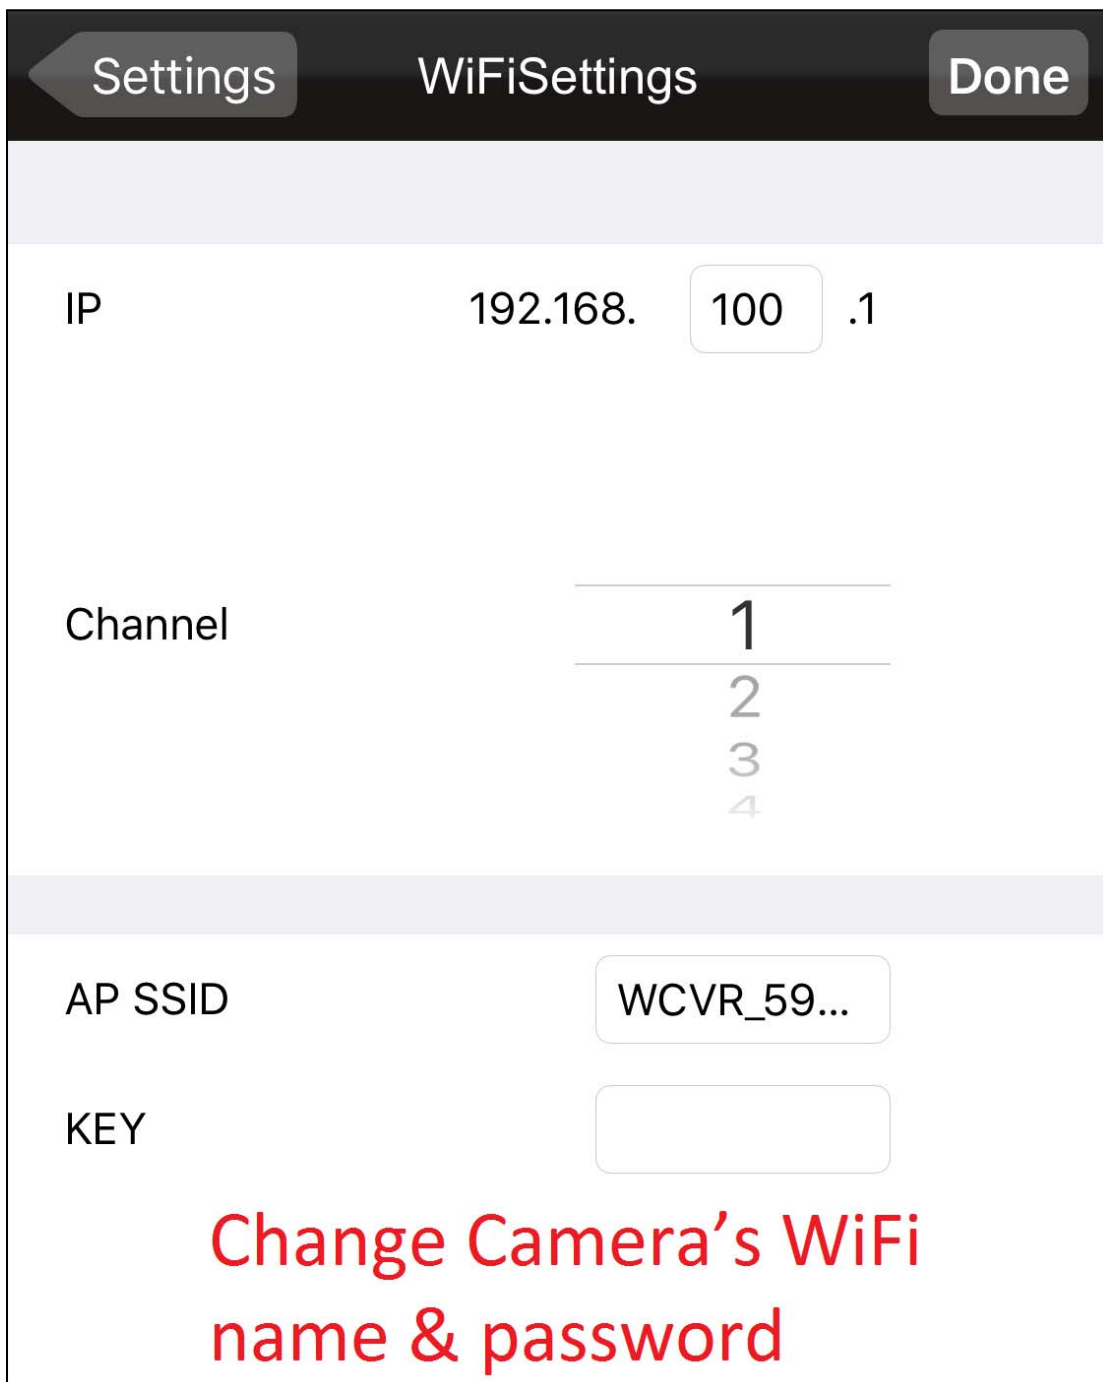 Settings WiFiSettings Done
IP 192.168. 100 .1
Channel 1
2
3
4
AP SSID WCVR_59...
KEY
Change Camera’s WiFi
name & password